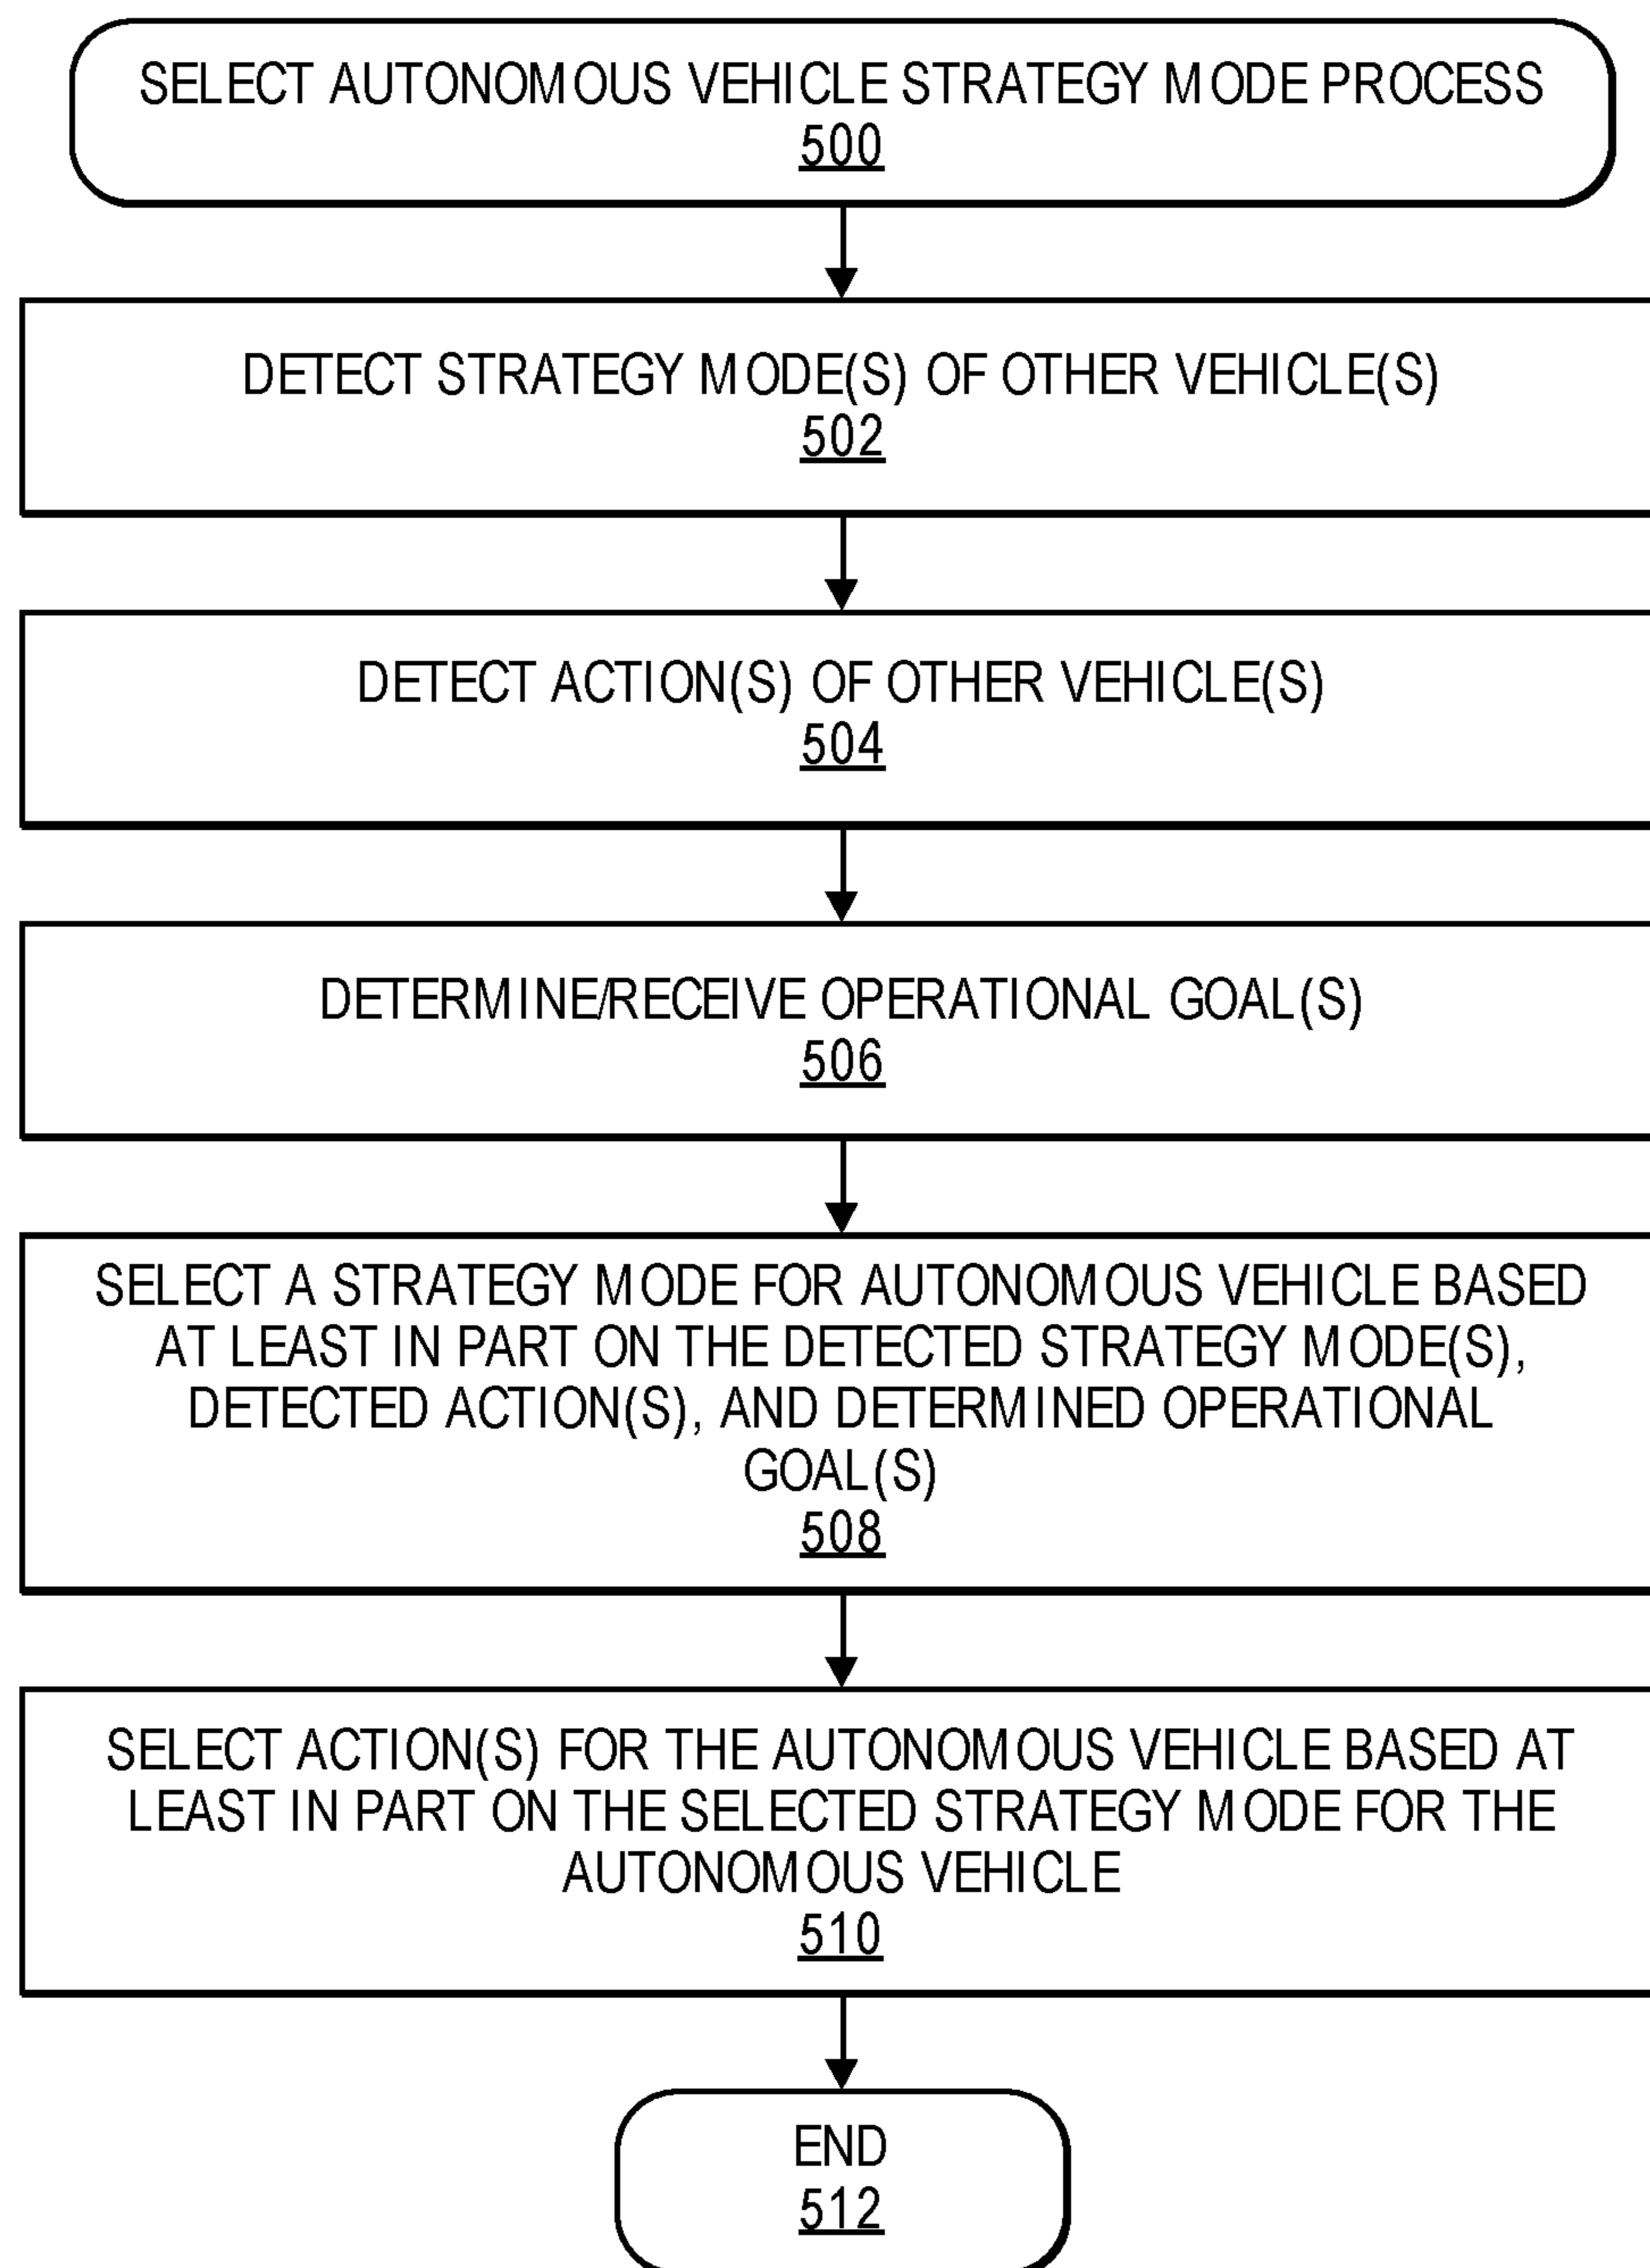 SELECT AUTONOMOUS VEHICLE STRATEGY MODE PROCESS
500
DETECT STRATEGY MODE(S) OF OTHER VEHICLE(S)
502
DETECT ACTION(S) OF OTHER VEHICLE(S)
504
DETERMINE/RECEIVE OPERATIONAL GOAL(S)
506
SELECT A STRATEGY MODE FOR AUTONOMOUS VEHICLE BASED
AT LEAST IN PART ON THE DETECTED STRATEGY MODE(S),
DETECTED ACTION(S), AND DETERMINED OPERATIONAL
GOAL(S)
508
SELECT ACTION(S) FOR THE AUTONOMOUS VEHICLE BASED AT
LEAST IN PART ON THE SELECTED STRATEGY MODE FOR THE
AUTONOMOUS VEHICLE
510
END
512